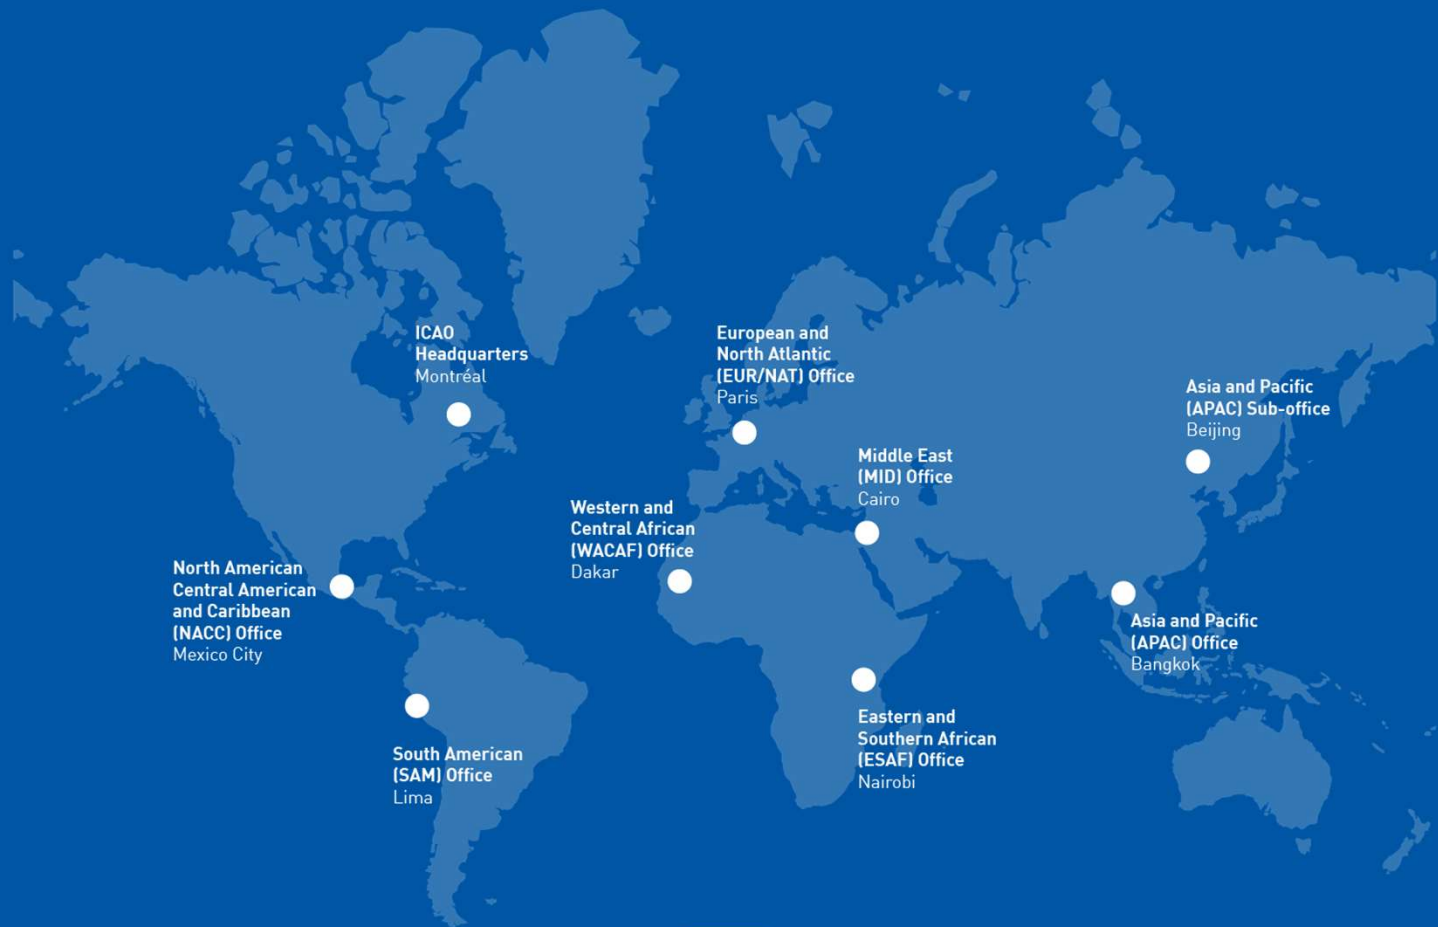 ICAO
Headquarters
Montréal
European and
North Atlantic
(EUR/NAT) Office
Paris
Asia and Pacific
(APAC) Sub-office
Beijing
Middle East
(MID) Office
Cairo
Western and
Central African
(WACAF) Office
Dakar
North American
Central American
and Caribbean
(NACC) Office
Mexico City
Asia and Pacific
(APAC) Office
Bangkok
Eastern and
Southern African
(ESAF) Office
Nairobi
South American
(SAM) Office
Lima